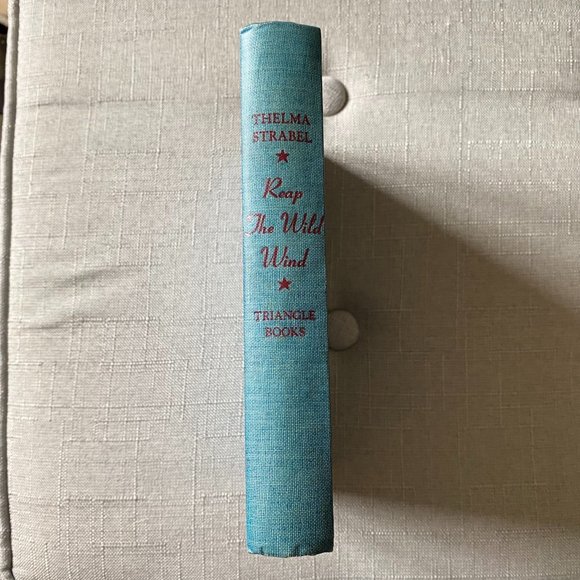 THELMA
STRABEL
Reap
The Wild
Wind
TRIANGLE
BOOKS